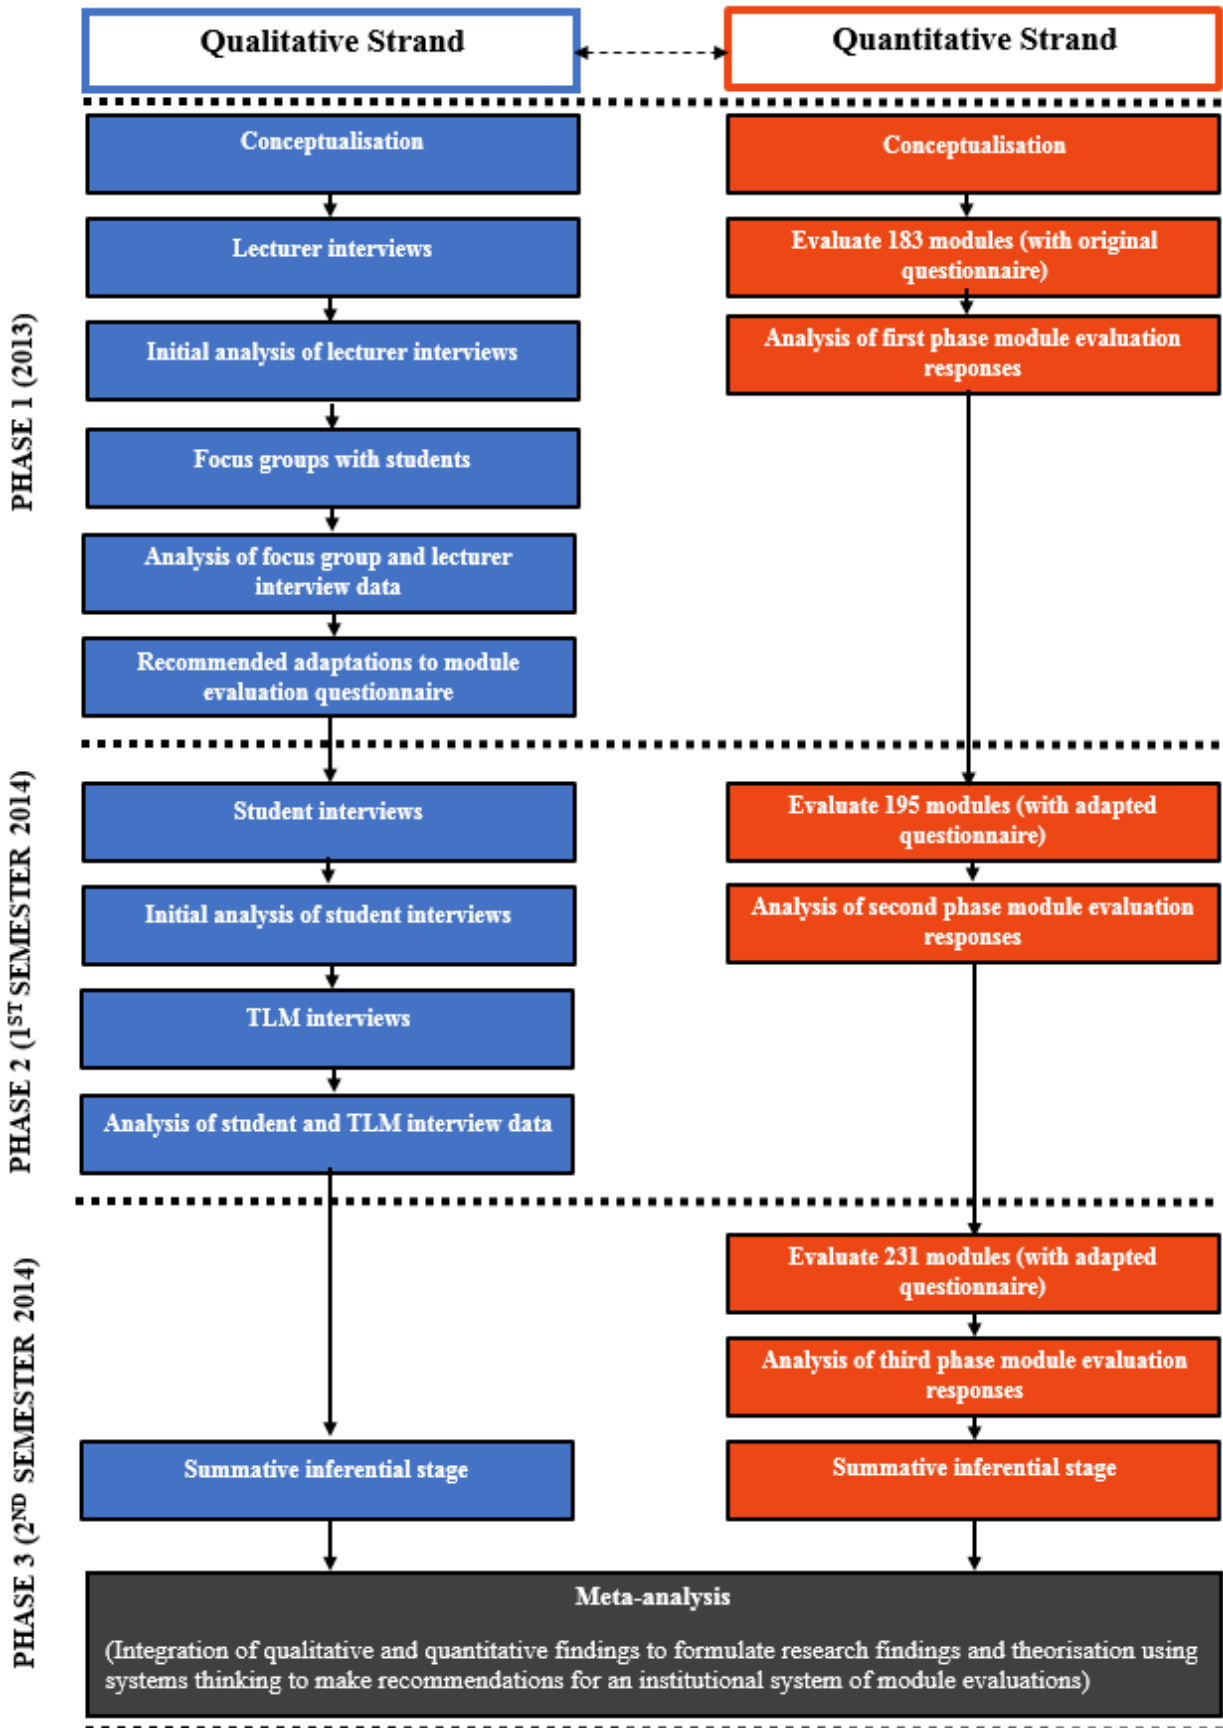 Qualitative Strand
Quantitative Strand
PHASE 1 (2013)
Conceptualisation
Lecturer interviews
Initial analysis of lecturer interviews
Focus groups with students
Analysis of focus group and lecturer
interview data
Recommended adaptations to module
evaluation questionnaire
Conceptualisation
Evaluate 183 modules (with original
questionnaire)
Analysis of first phase module evaluation
responses
PHASE 2 (1ST SEMESTER 2014)
Student interviews
Initial analysis of student interviews
TLM interviews
Analysis of student and TLM interview data
Evaluate 195 modules (with adapted
questionnaire)
Analysis of second phase module evaluation
responses
PHASE 3 (2ND SEMESTER 2014)
Summative inferential stage
Evaluate 231 modules (with adapted
questionnaire)
Analysis of third phase module evaluation
responses
Summative inferential stage
Meta-analysis
(Integration of qualitative and quantitative findings to formulate research findings and theorisation using
systems thinking to make recommendations for an institutional system of module evaluations)